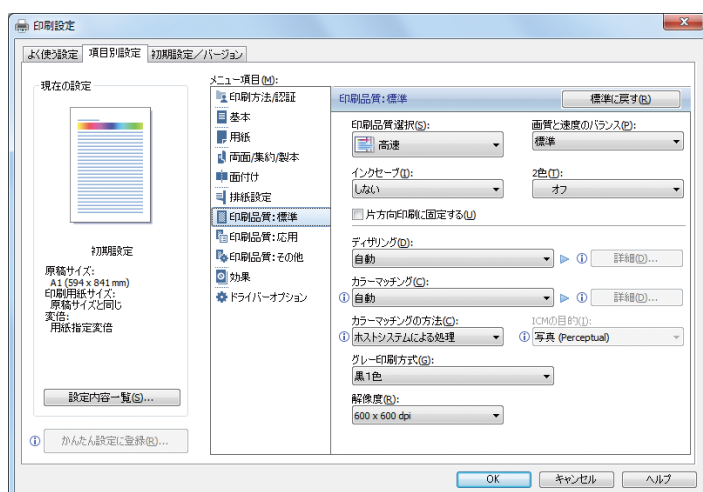 印刷設定
よく使う設定 項目別設定 初期設定／バージョン
現在の設定
初期設定
原稿サイズ:
A1 (594 x 841 mm)
印刷用紙サイズ:
原稿サイズと同じ
変倍:
用紙指定変倍
設定内容一覧(S)...
かんたん設定に登録(R)...
メニュー項目(M):
印刷方法/認証
基本
用紙
両面/集約/製本
面付け
排紙設定
印刷品質:標準
印刷品質:応用
印刷品質:その他
効果
ドライバーオプション
印刷品質:標準 標準に戻す(R)
印刷品質選択(S): 画質と速度のバランス(P):
高速 標準
インクセーブ(I): 2色(T):
しない オフ
片方向印刷に固定する(U)
ディザリング(D):
自動 詳細(D)...
カラーマッチング(C):
自動 詳細(D)...
カラーマッチングの方法(C): ICMの目的(I):
ホストシステムによる処理 写真 (Perceptual)
グレー印刷方式(G):
黒1色
解像度(R):
600 x 600 dpi
OK キャンセル ヘルプ